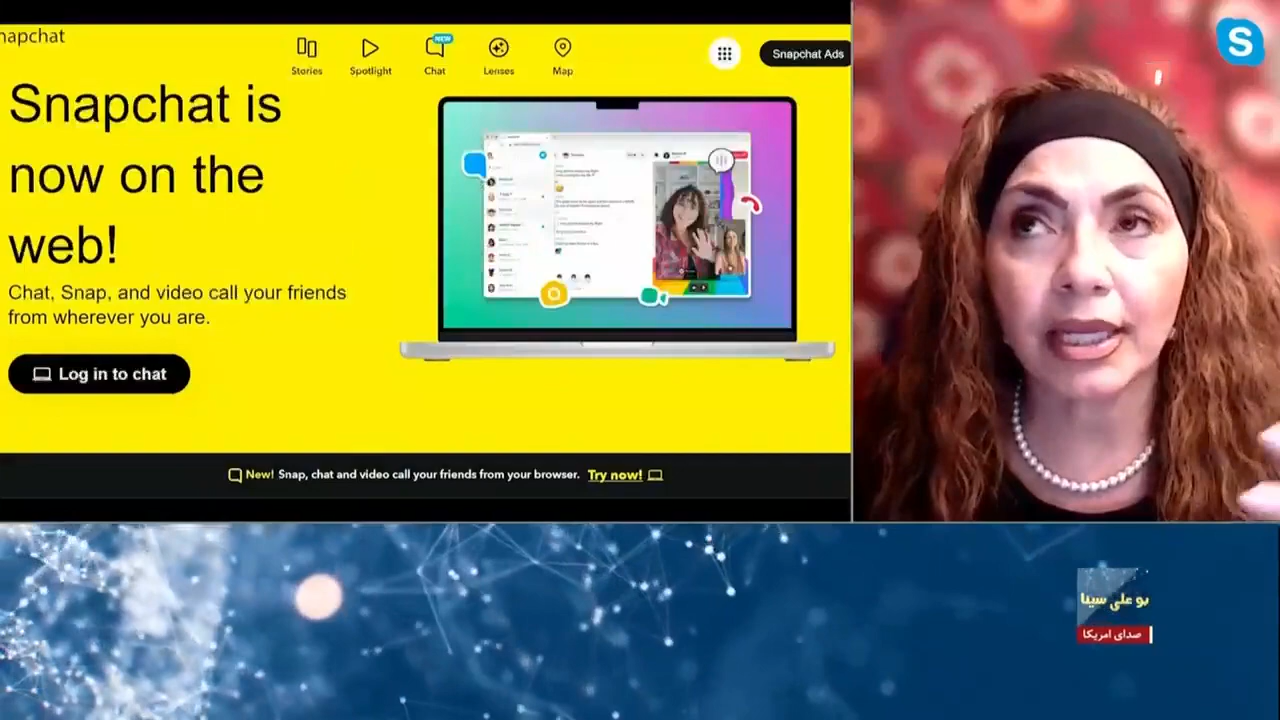 napchat
Stories
Spotlight
NEW
Chat
Lenses
Map
Snapchat Ads
Snapchat is
now on the
web!
Chat, Snap, and video call your friends
from wherever you are.
Log in to chat
New! Snap, chat and video call your friends from your browser. Try now!
S
بو علی سینا
صدای امریکا